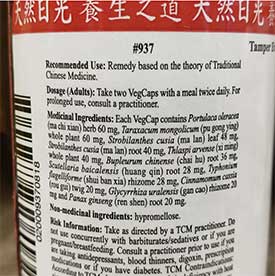 天然日光 養生之道 天然日
#937
Tamper E
Recommended Use: Remedy based on the theory of Traditional
Chinese Medicine.
Dosage (Adults): Take two VegCaps with a meal twice daily. For
prolonged use, consult a practitioner.
Medicinal Ingredients: Each VegCap contains Portulaca oleracea
(ma chi xian) herb 60 mg, Taraxacum mongolicum (pu gong ying)
whole plant 60 mg, Strobilanthes cusia (ma lan) leaf 48 mg,
Strobilanthes cusia (ma lan) root 40 mg, Thlaspi arvense (xi ming)
whole plant 40 mg, Bupleurum chinense (chai hu) root 36 mg,
Scutellaria baicalensis (huang qin) root 28 mg, Typhonium
flagelliforme (shui ban xia) rhizome 28 mg, Cinnamomum cassia
(rou gui) twig 20 mg, Glycyrrhiza uralensis (gan cao) rhizome 20
mg and Panax ginseng (ren shen) root 20 mg.
Non-medicinal ingredients: hypromellose.
Risk Information: Take as directed by a TCM practitioner. Do
not use concurrently with barbiturates/sedatives or if you are
pregnant/breastfeeding. Consult a practitioner prior to use if you
are taking antidepressants, blood thinners, digoxin, prescription
or if you have diabetes. TCM Contraindications
According to TCM
020009370818